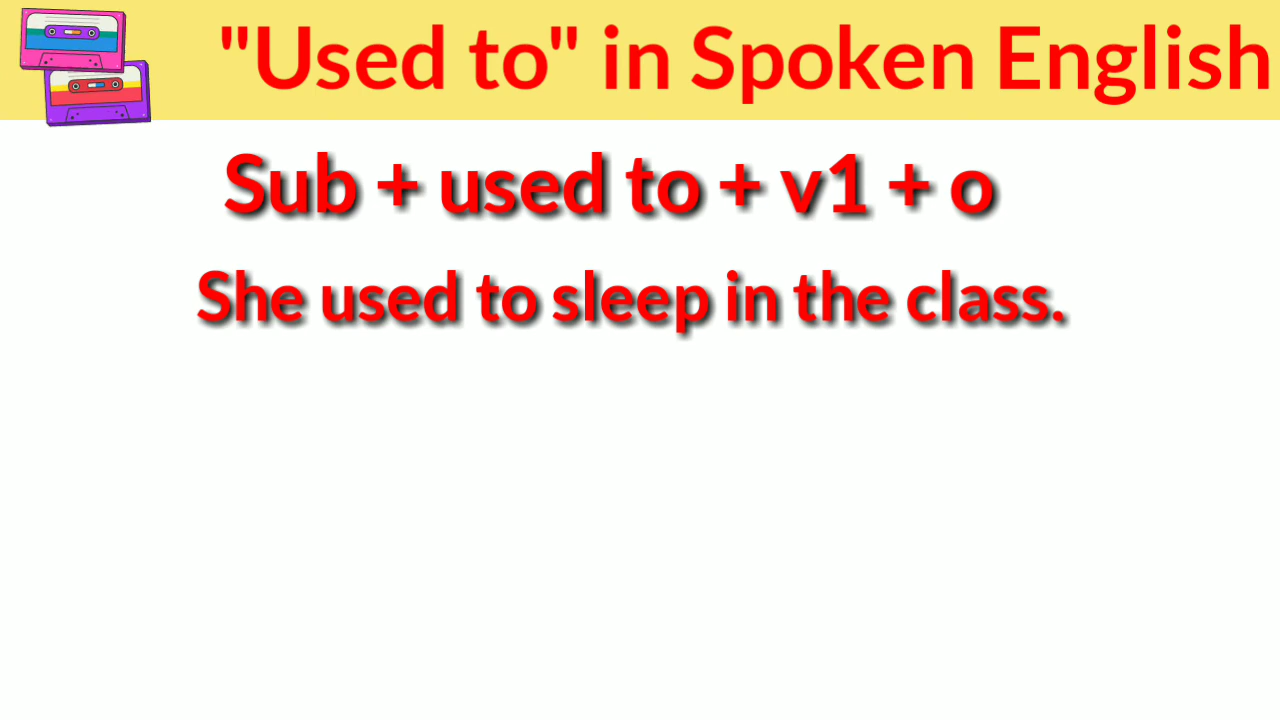 "Used to" in Spoken English
Sub + used to + v1 + o
She used to sleep in the class.